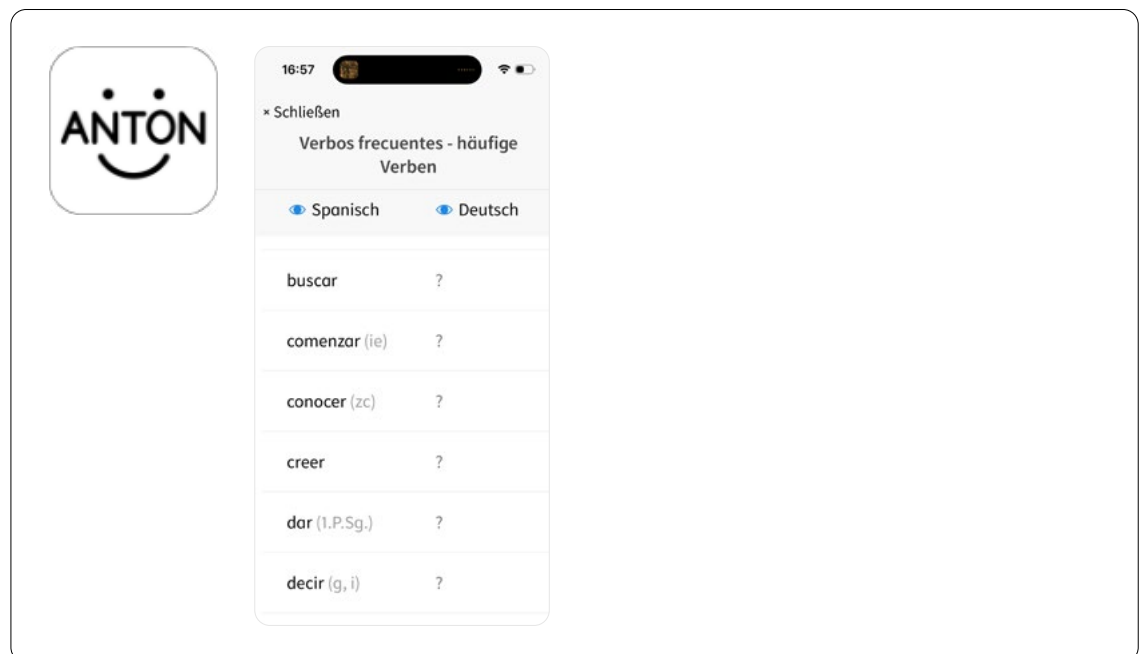 ANTON
16:57
× Schließen
Verbos frecuentes - häufige
Verben
Spanisch Deutsch
buscar ?
comenzar (ie) ?
conocer (zc) ?
creer ?
dar (1.P.Sg.) ?
decir (g, i) ?